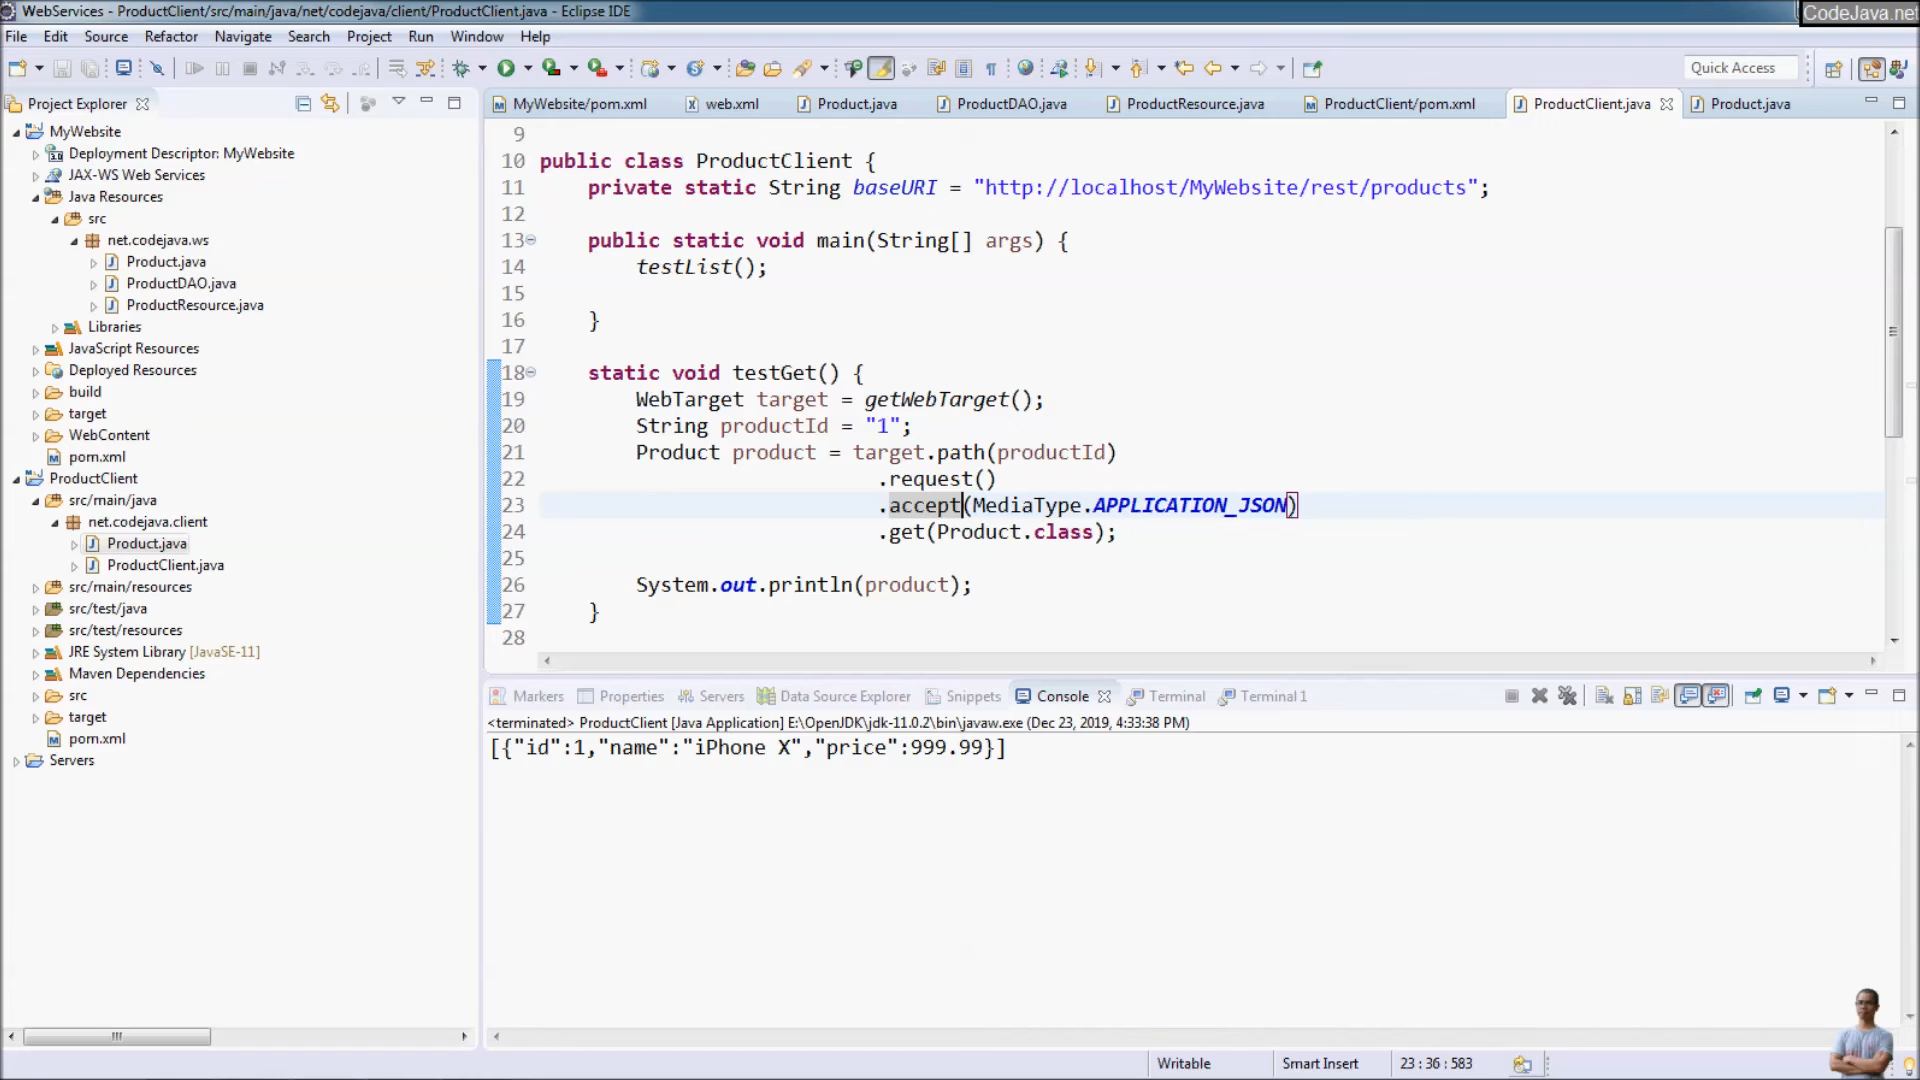 WebServices - ProductClient/src/main/java/net/codejava/client/ProductClient.java - Eclipse IDE
CodeJava.net
File Edit Source Refactor Navigate Search Project Run Window Help
Quick Access
Project Explorer
MyWebsite/pom.xml web.xml Product.java ProductDAO.java ProductResource.java ProductClient/pom.xml ProductClient.java Product.java
MyWebsite
Deployment Descriptor: MyWebsite
JAX-WS Web Services
Java Resources
src
net.codejava.ws
Product.java
ProductDAO.java
ProductResource.java
Libraries
JavaScript Resources
Deployed Resources
build
target
WebContent
pom.xml
ProductClient
src/main/java
net.codejava.client
Product.java
ProductClient.java
src/main/resources
src/test/java
src/test/resources
JRE System Library [JavaSE-11]
Maven Dependencies
src
target
pom.xml
Servers
9
10 public class ProductClient {
11 private static String baseURI = "http://localhost/MyWebsite/rest/products";
12
13 public static void main(String[] args) {
14 testList();
15
16 }
17
18 static void testGet() {
19 WebTarget target = getWebTarget();
20 String productId = "1";
21 Product product = target.path(productId)
22 .request()
23 .accept(MediaType.APPLICATION_JSON)
24 .get(Product.class);
25
26 System.out.println(product);
27 }
28
Markers Properties Servers Data Source Explorer Snippets Console Terminal Terminal 1
<terminated> ProductClient [Java Application] E:\OpenJDK\jdk-11.0.2\bin\javaw.exe (Dec 23, 2019, 4:33:38 PM)
[{"id":1,"name":"iPhone X","price":999.99}]
Writable Smart Insert 23 : 36 : 583